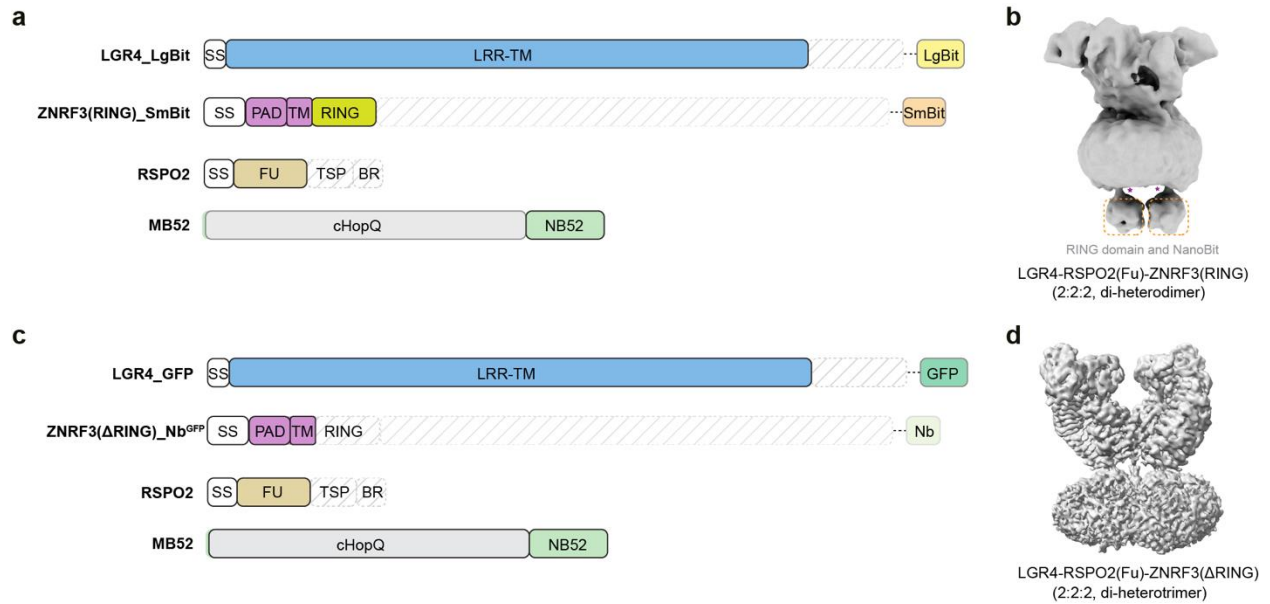 a
LGR4_LgBit SS LRR-TM LgBit
ZNRF3(RING)_SmBit SS PAD TM RING SmBit
RSPO2 SS FU TSP BR
MB52 cHopQ NB52
b
* *
RING domain and NanoBit
LGR4-RSPO2(Fu)-ZNRF3(RING)
(2:2:2, di-heterodimer)
c
LGR4_GFP SS LRR-TM GFP
ZNRF3(ΔRING)_Nbᴳᶠᴾ SS PAD TM RING Nb
RSPO2 SS FU TSP BR
MB52 cHopQ NB52
d
LGR4-RSPO2(Fu)-ZNRF3(ΔRING)
(2:2:2, di-heterotrimer)